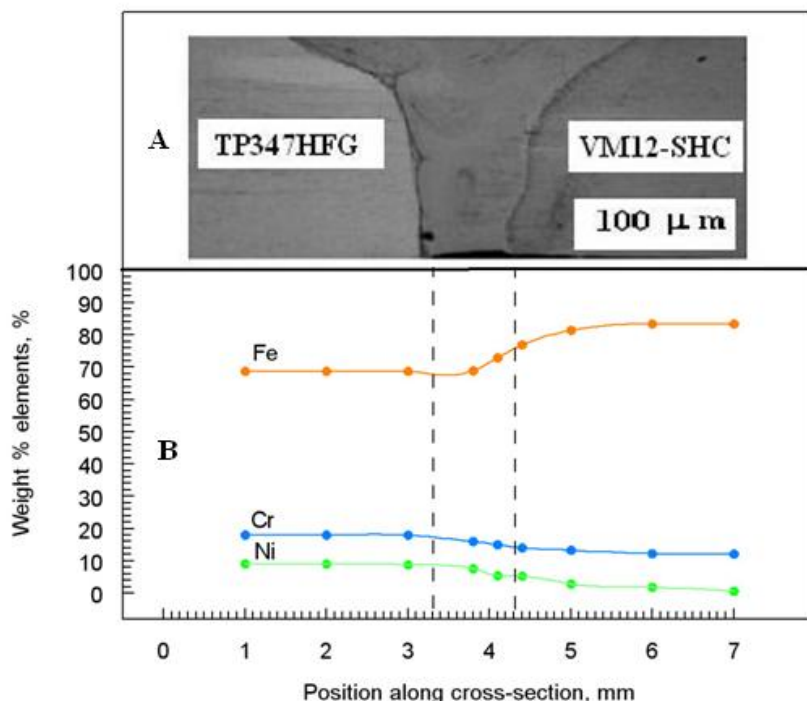 A
TP347HFG
VM12-SHC
100 μm
Weight % elements, %
100
90
80
70
60
50
40
30
20
10
0
Fe
B
Cr
Ni
0 1 2 3 4 5 6 7
Position along cross-section, mm